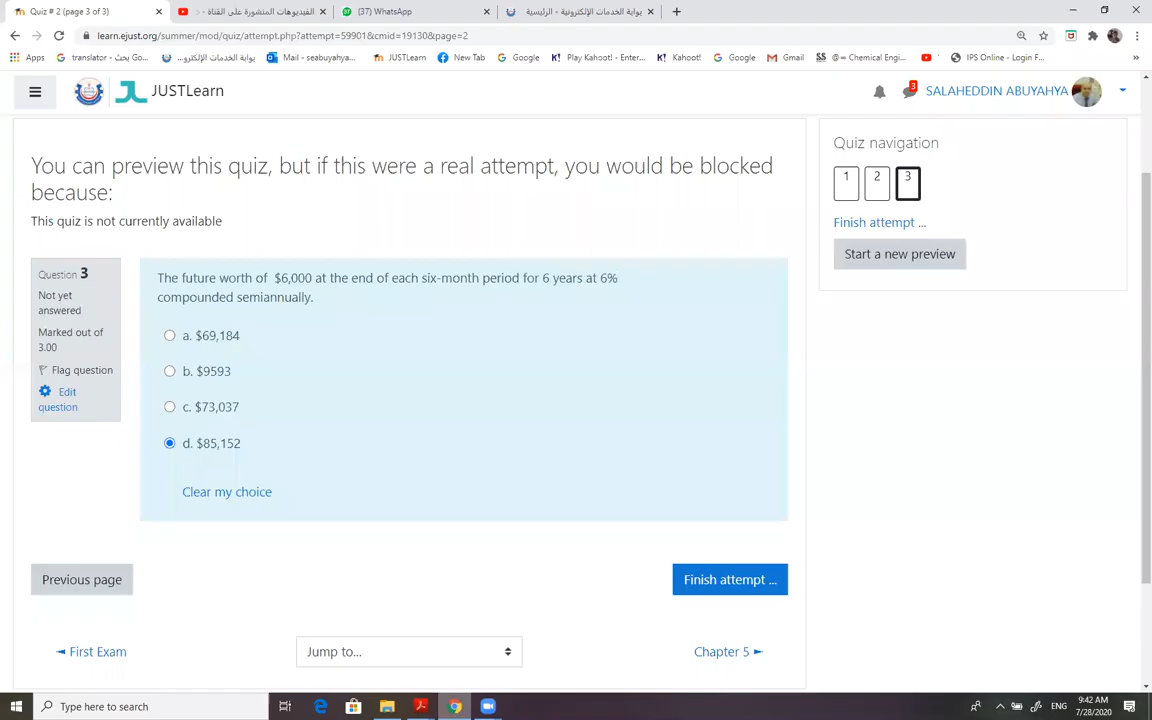 Quiz # 2 (page 3 of 3)
الفيديوهات المنشورة على القناة -
(37) WhatsApp
بوابة الخدمات الإلكترونية - الرئيسية
learn.ejust.org/summer/mod/quiz/attempt.php?attempt=59901&cmid=19130&page=2
Apps
translator - بحث Go...
بوابة الخدمات الإلكترو...
Mail - seabuyahya...
JUSTLearn
New Tab
Google
Play Kahoot! - Enter...
Kahoot!
Google
Gmail
@= Chemical Engi...
IPS Online - Login F...
JUSTLearn
3
SALAHEDDIN ABUYAHYA
You can preview this quiz, but if this were a real attempt, you would be blocked
because:
This quiz is not currently available
Question 3
Not yet
answered
Marked out of
3.00
Flag question
Edit
question
The future worth of $6,000 at the end of each six-month period for 6 years at 6%
compounded semiannually.
a. $69,184
b. $9593
c. $73,037
d. $85,152
Clear my choice
Previous page
Finish attempt ...
◄ First Exam
Jump to...
Chapter 5 ►
Quiz navigation
1 2 3
Finish attempt ...
Start a new preview
Type here to search
ENG
9:42 AM
7/28/2020